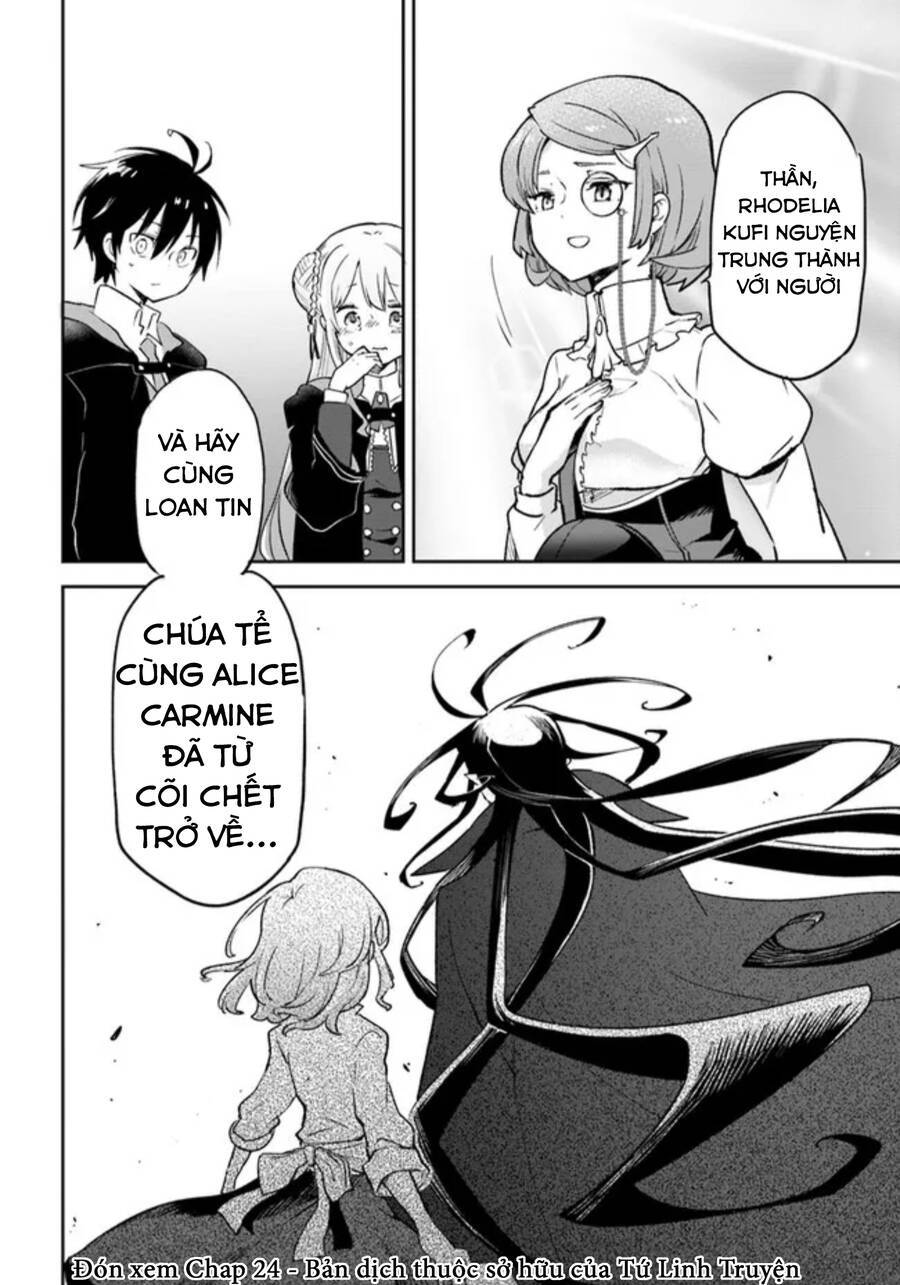 THẦN,
RHODELIA
KUFI NGUYỆN
TRUNG THÀNH
VỚI NGƯỜI
VÀ HÃY
CÙNG
LOAN TIN
CHÚA TỂ
CÙNG ALICE
CARMINE
ĐÃ TỪ
CÕI CHẾT
TRỞ VỀ...
Đón xem Chap 24 - Bản dịch thuộc sở hữu của Tứ Linh Truyện